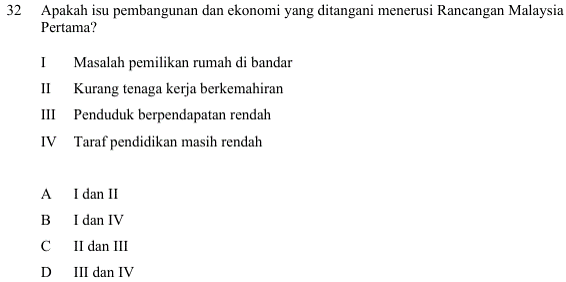 32 Apakah isu pembangunan dan ekonomi yang ditangani menerusi Rancangan Malaysia
Pertama?
I Masalah pemilikan rumah di bandar
II Kurang tenaga kerja berkemahiran
III Penduduk berpendapatan rendah
IV Taraf pendidikan masih rendah
A I dan II
B I dan IV
C II dan III
D III dan IV